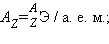 A_Z=^A_Z Э / а. е. м.;